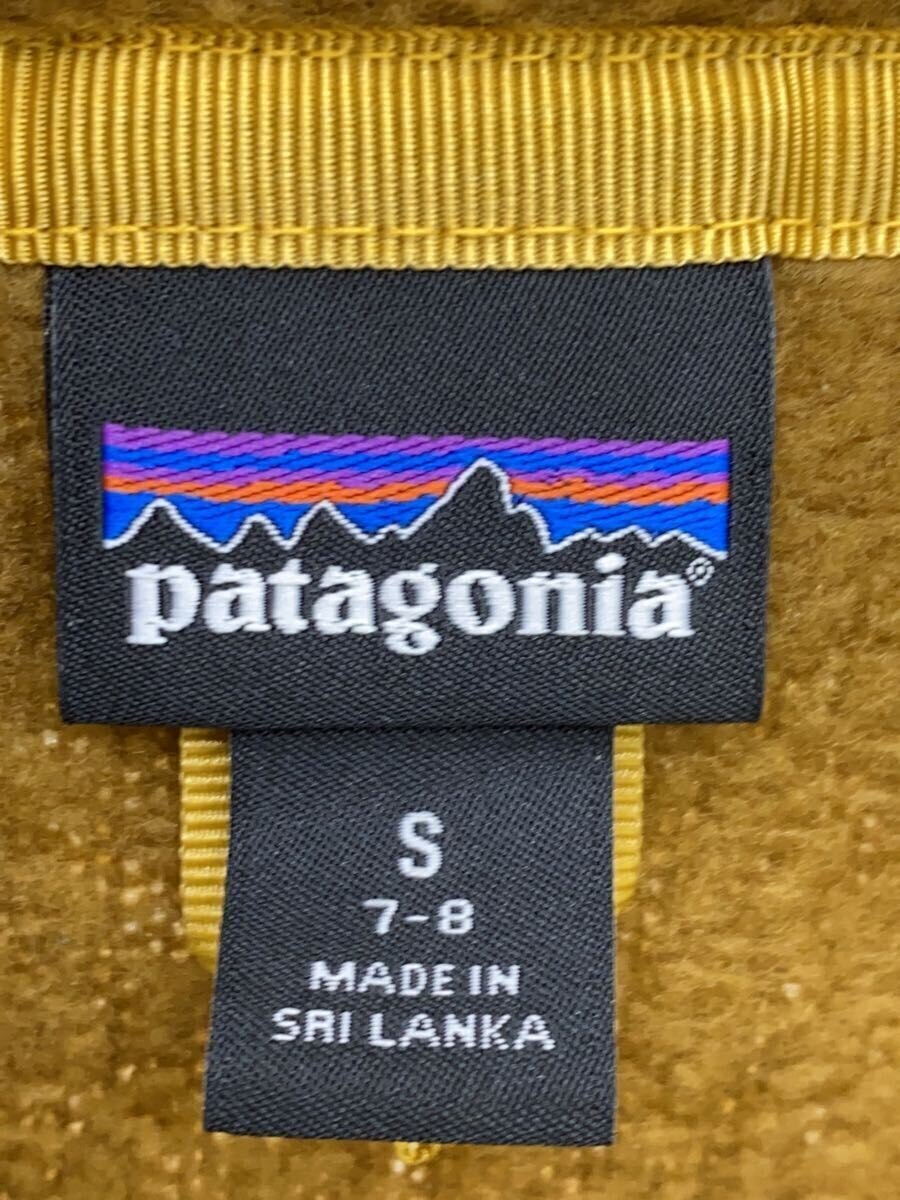 patagonia®
S
7-8
MADE IN
SRI LANKA